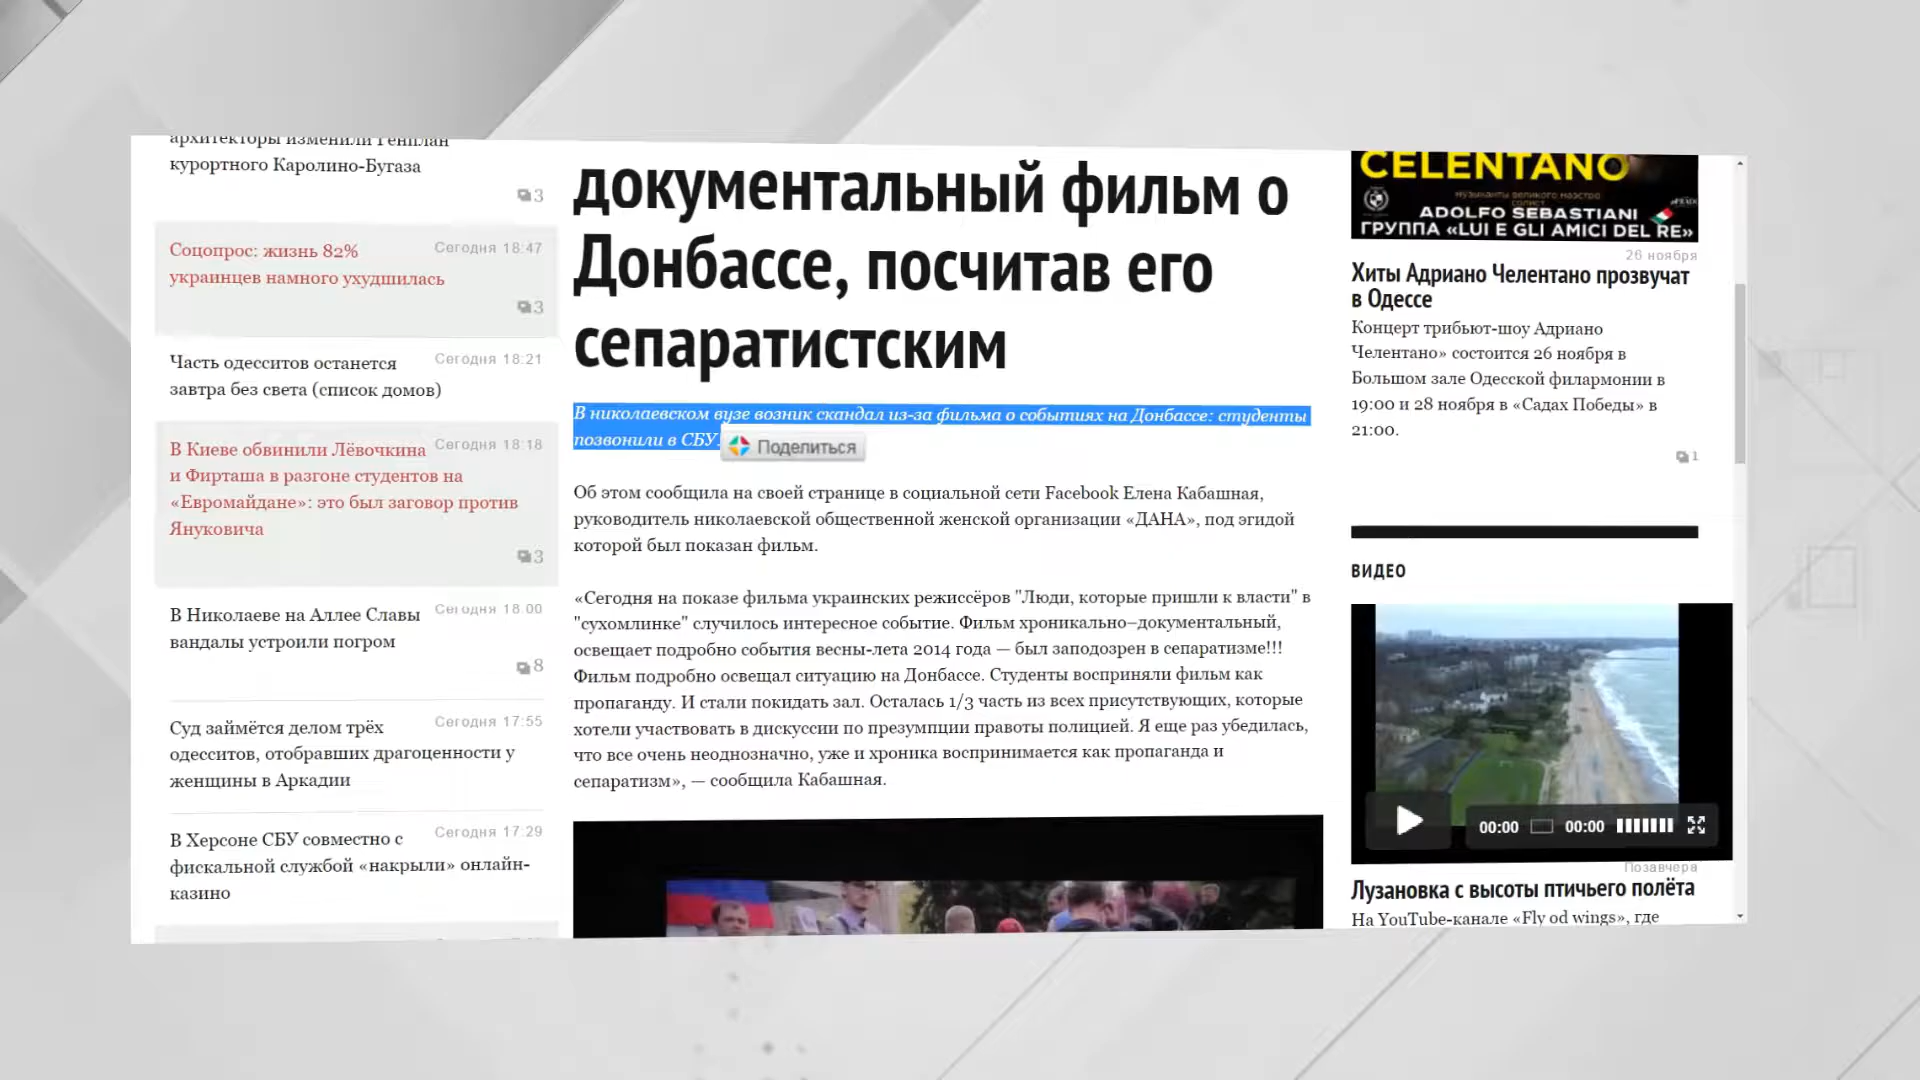 архитекторы изменили Генплан
курортного Каролино-Бугаза
3
Соцопрос: жизнь 82%
Сегодня 18:47
украинцев намного ухудшилась
3
Часть одесситов останется
Сегодня 18:21
завтра без света (список домов)
В Киеве обвинили Лёвочкина
Сегодня 18:18
и Фирташа в разгоне студентов на
«Евромайдане»: это был заговор против
Януковича
3
В Николаеве на Аллее Славы
Сегодня 18:00
вандалы устроили погром
8
Суд займётся делом трёх
Сегодня 17:55
одесситов, отобравших драгоценности у
женщины в Аркадии
В Херсоне СБУ совместно с
Сегодня 17:29
фискальной службой «накрыли» онлайн-
казино
документальный фильм о
Донбассе, посчитав его
сепаратистским
В николаевском вузе возник скандал из-за фильма о событиях на Донбассе: студенты
позвонили в СБУ.
Поделиться
Об этом сообщила на своей странице в социальной сети Facebook Елена Кабашная,
руководитель николаевской общественной женской организации «ДАНА», под эгидой
которой был показан фильм.
«Сегодня на показе фильма украинских режиссёров "Люди, которые пришли к власти" в
"сухомлинке" случилось интересное событие. Фильм хроникально–документальный,
освещает подробно события весны-лета 2014 года — был заподозрен в сепаратизме!!!
Фильм подробно освещал ситуацию на Донбассе. Студенты восприняли фильм как
пропаганду. И стали покидать зал. Осталась 1/3 часть из всех присутствующих, которые
хотели участвовать в дискуссии по презумпции правоты полицией. Я еще раз убедилась,
что все очень неоднозначно, уже и хроника воспринимается как пропаганда и
сепаратизм», — сообщила Кабашная.
CELENTANO
музыканты великого маэстро
солист
ADOLFO SEBASTIANI
ГРУППА «LUI E GLI AMICI DEL RE»
26 ноября
Хиты Адриано Челентано прозвучат
в Одессе
Концерт трибьют-шоу Адриано
Челентано» состоится 26 ноября в
Большом зале Одесской филармонии в
19:00 и 28 ноября в «Садах Победы» в
21:00.
1
ВИДЕО
00:00 00:00
Позавчера
Лузановка с высоты птичьего полёта
На YouTube-канале «Fly od wings», где